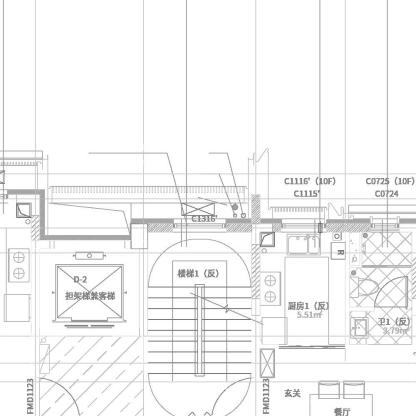 C1116'（10F）
C1115'
C0725（10F）
C0724
C1316'
D-2
担架梯兼客梯
楼梯1（反）
R
厨房1（反）
5.51㎡
卫1（反）
3.79㎡
FMD1123
FMD1123
玄关
餐厅